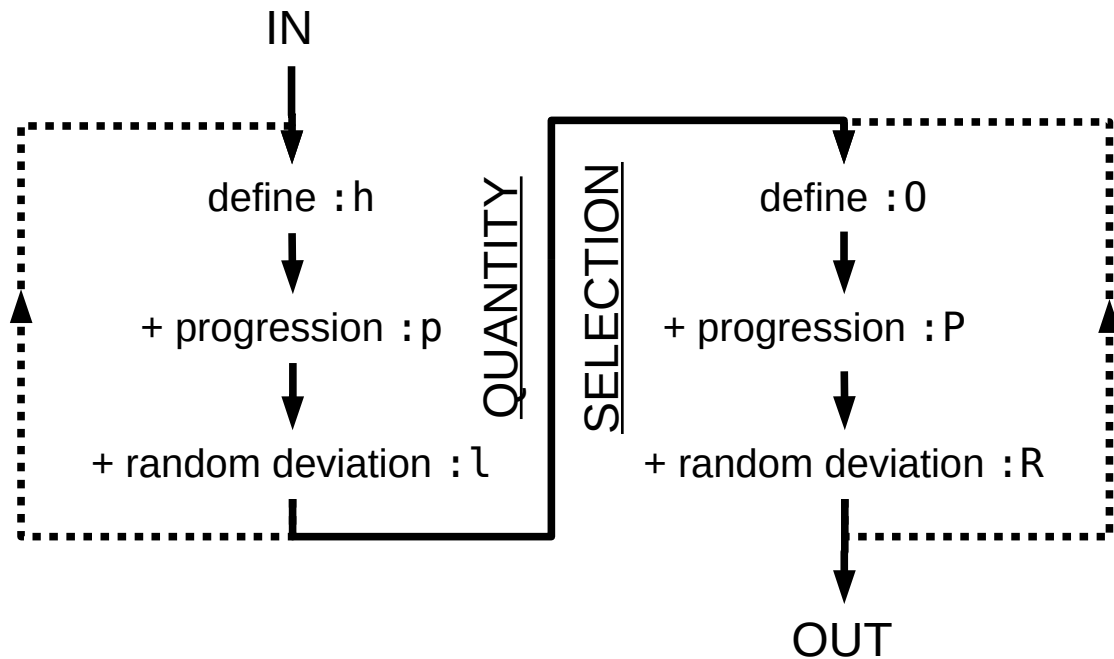 IN
define :h
+ progression :p
+ random deviation :l
QUANTITY
SELECTION
define :O
+ progression :P
+ random deviation :R
OUT